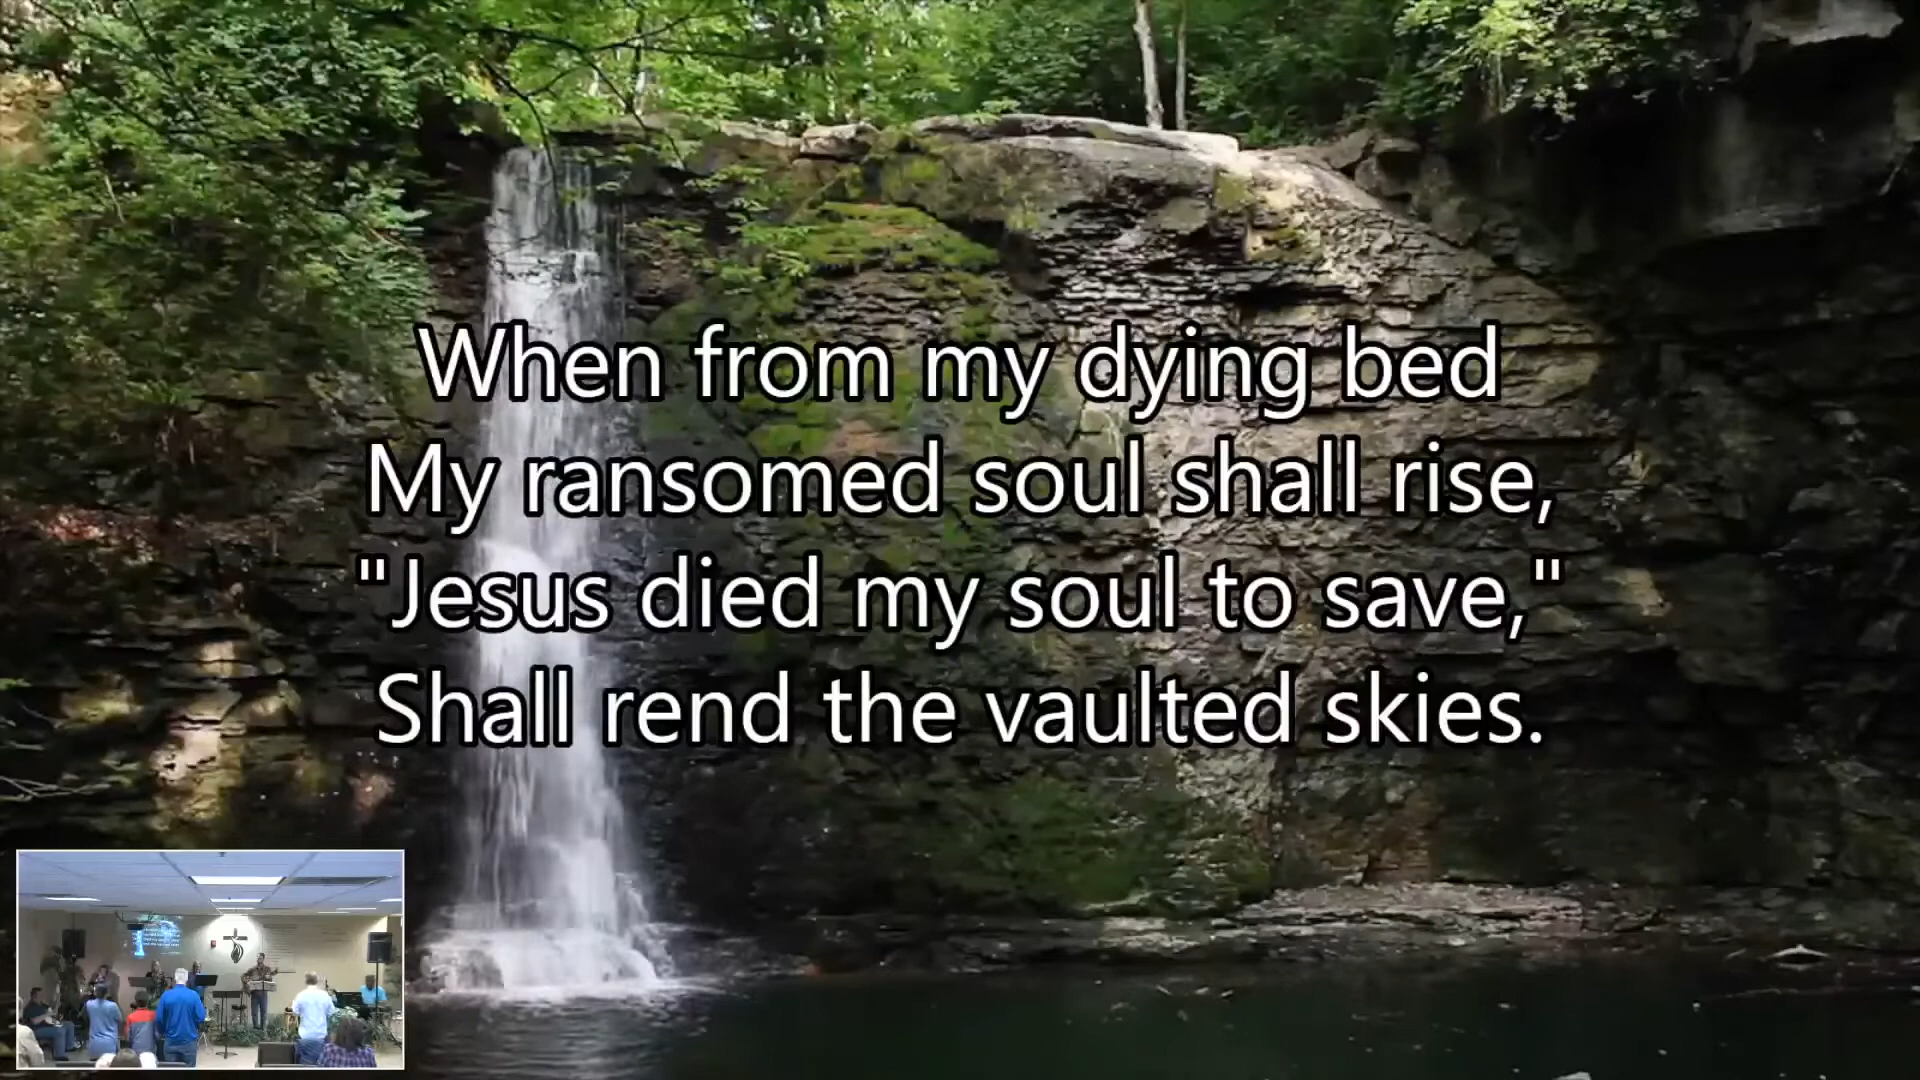 When from my dying bed
My ransomed soul shall rise,
"Jesus died my soul to save,"
Shall rend the vaulted skies.